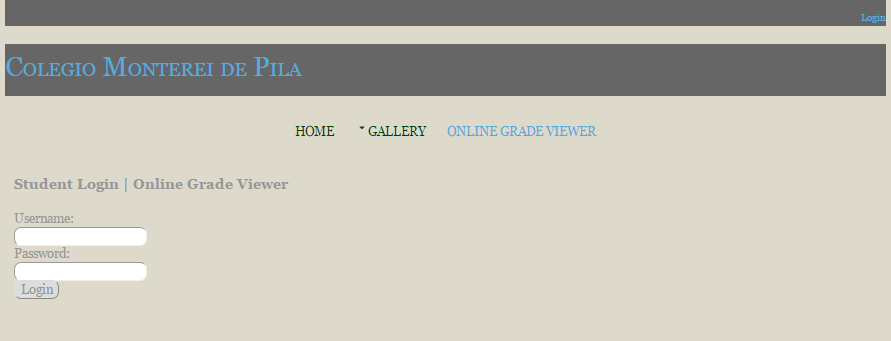 Login
Colegio Monterei de Pila
HOME GALLERY ONLINE GRADE VIEWER
Student Login | Online Grade Viewer
Username:
Password:
Login